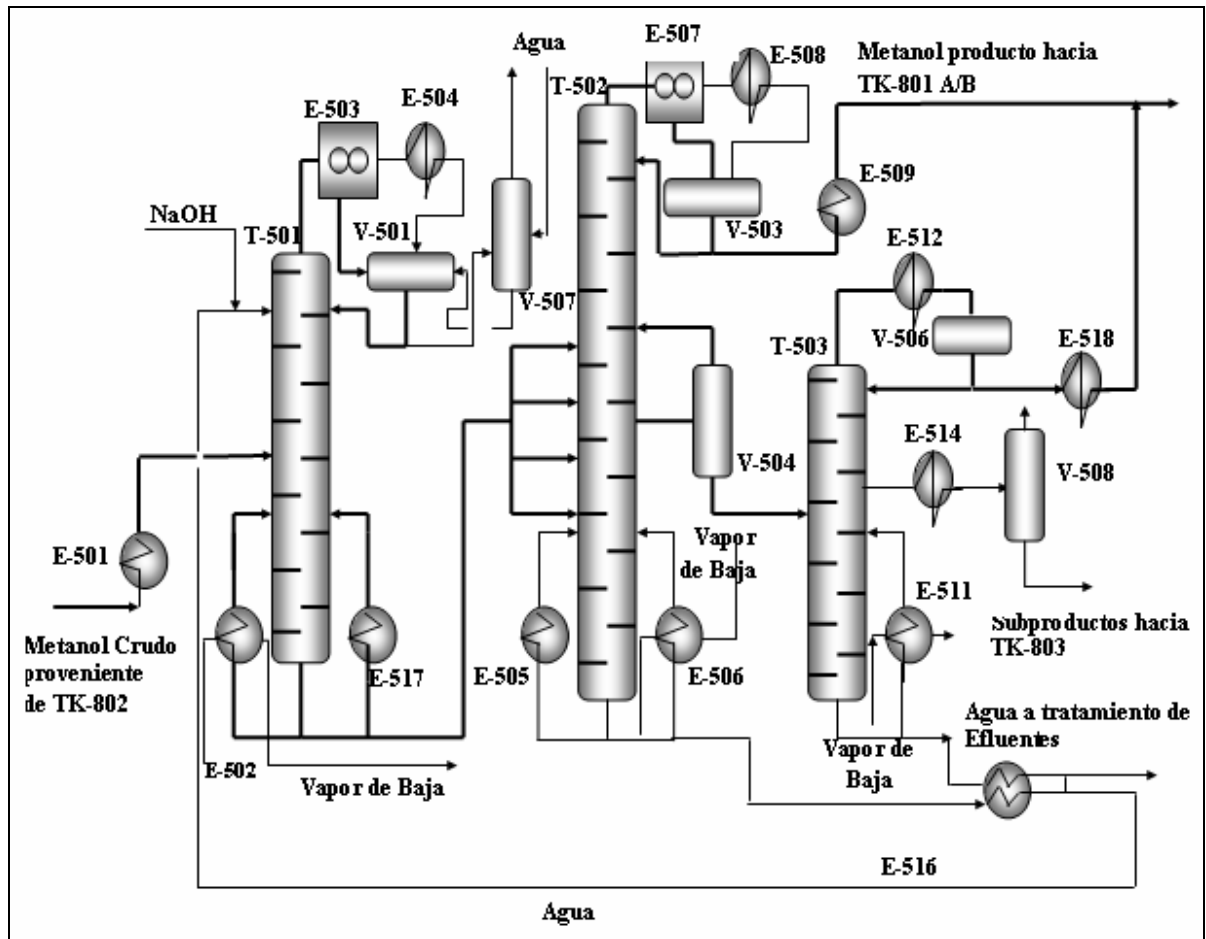 Agua
E-507
E-508
Metanol producto hacia
TK-801 A/B
T-502
E-503
E-504
E-509
NaOH
T-501
V-501
V-503
E-512
V-507
T-503
V-506
E-518
E-514
V-504
V-508
E-501
Vapor
de Baja
E-511
Metanol Crudo
proveniente
de TK-802
E-517
E-505
E-506
Subproductos hacia
TK-803
E-502
Vapor de Baja
Vapor de
Baja
Agua a tratamiento de
Efluentes
E-516
Agua